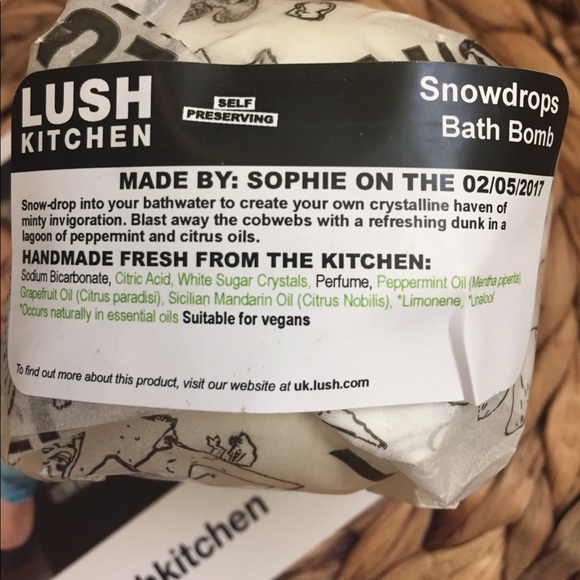 LUSH
KITCHEN
SELF
PRESERVING
Snowdrops
Bath Bomb
MADE BY: SOPHIE ON THE 02/05/2017
Snow-drop into your bathwater to create your own crystalline haven of
minty invigoration. Blast away the cobwebs with a refreshing dunk in a
lagoon of peppermint and citrus oils.
HANDMADE FRESH FROM THE KITCHEN:
Sodium Bicarbonate, Citric Acid, White Sugar Crystals, Perfume, Peppermint Oil (Mentha piperita),
Grapefruit Oil (Citrus paradisi), Sicilian Mandarin Oil (Citrus Nobilis), *Limonene, *Linalool
*Occurs naturally in essential oils Suitable for vegans
To find out more about this product, visit our website at uk.lush.com
kitchen